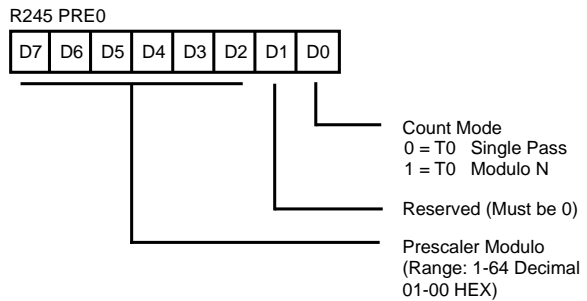 R245 PRE0
D7 D6 D5 D4 D3 D2 D1 D0
Count Mode
0 = T0 Single Pass
1 = T0 Modulo N
Reserved (Must be 0)
Prescaler Modulo
(Range: 1-64 Decimal
01-00 HEX)